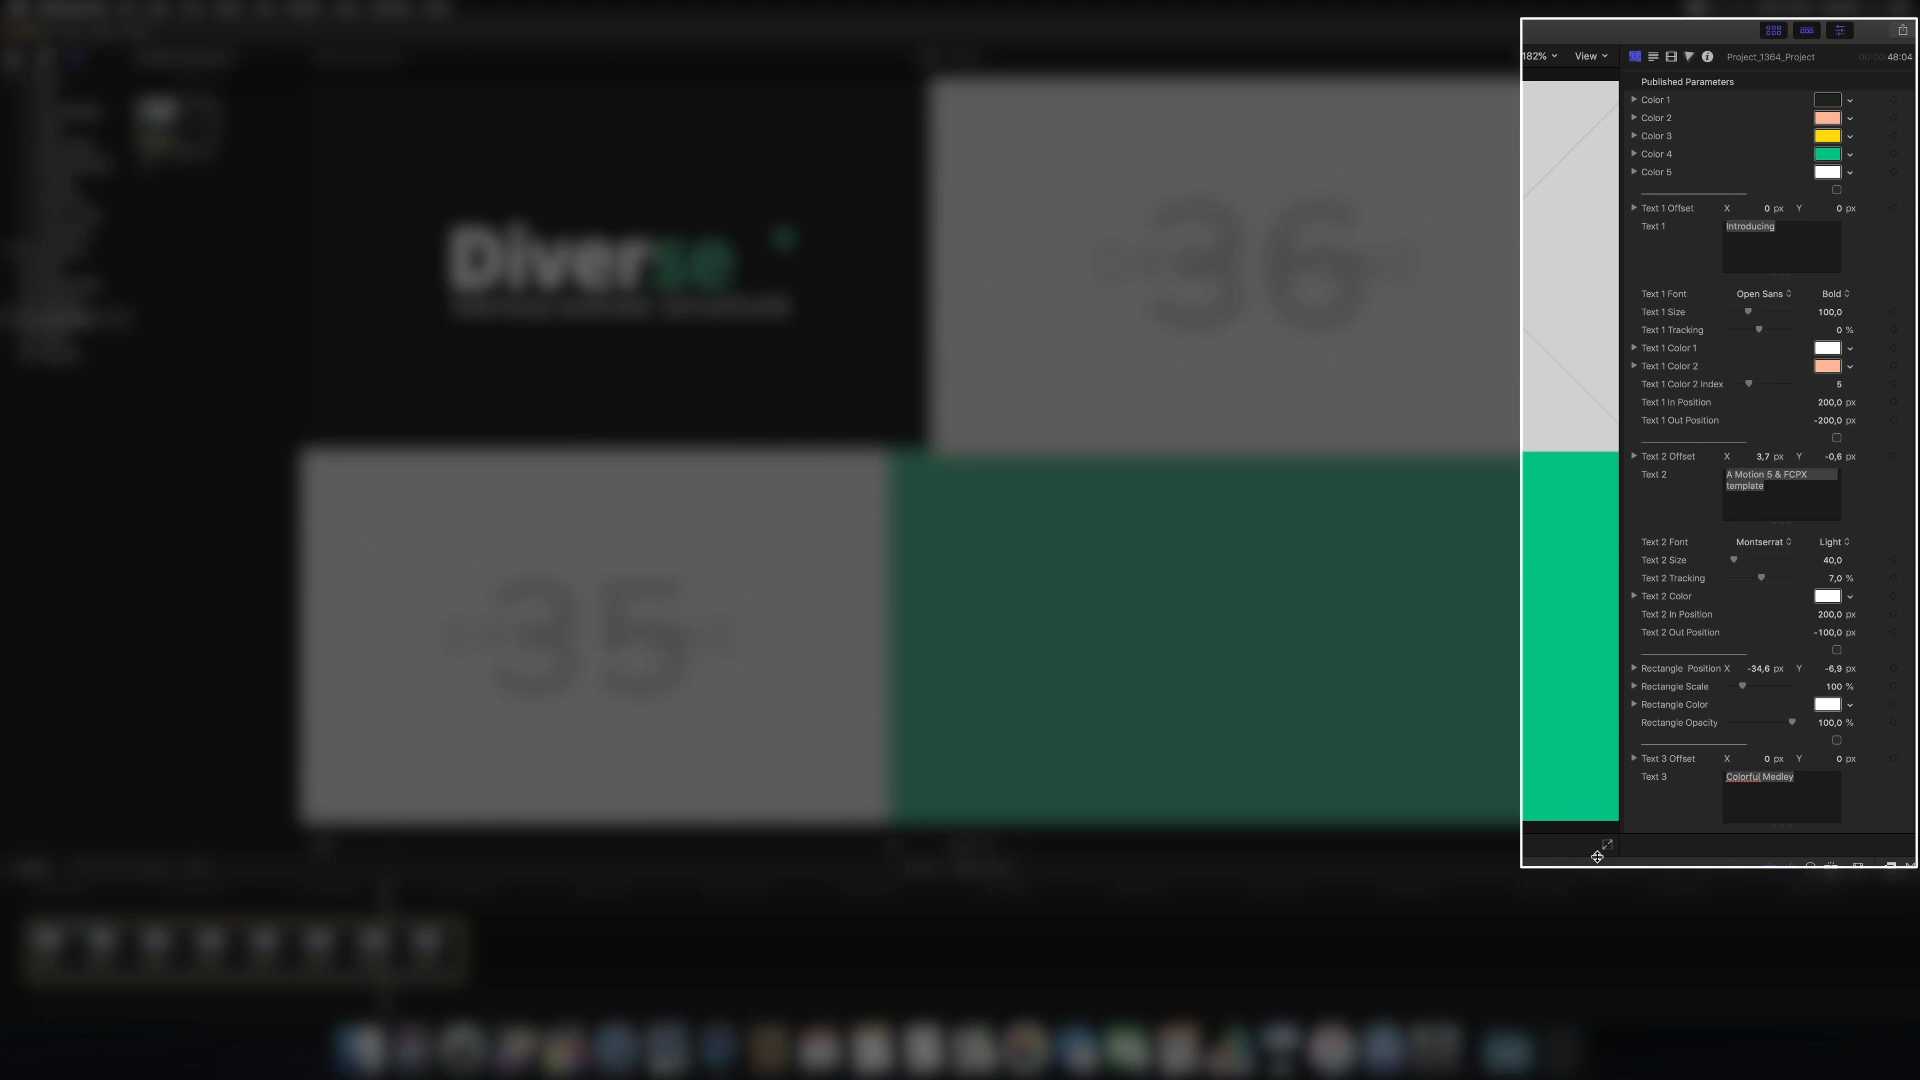 182% View Project_1364_Project 00:00 48:04
Published Parameters
Color 1
Color 2
Color 3
Color 4
Color 5
Text 1 Offset X 0 px Y 0 px
Text 1 Introducing
Text 1 Font Open Sans Bold
Text 1 Size 100,0
Text 1 Tracking 0 %
Text 1 Color 1
Text 1 Color 2
Text 1 Color 2 Index 5
Text 1 In Position 200,0 px
Text 1 Out Position -200,0 px
Text 2 Offset X 3,7 px Y -0,6 px
Text 2 A Motion 5 & FCPX
template
Text 2 Font Montserrat Light
Text 2 Size 40,0
Text 2 Tracking 7,0 %
Text 2 Color
Text 2 In Position 200,0 px
Text 2 Out Position -100,0 px
Rectangle Position X -34,6 px Y -6,9 px
Rectangle Scale 100 %
Rectangle Color
Rectangle Opacity 100,0 %
Text 3 Offset X 0 px Y 0 px
Text 3 Colorful Medley
Diverse
36
35